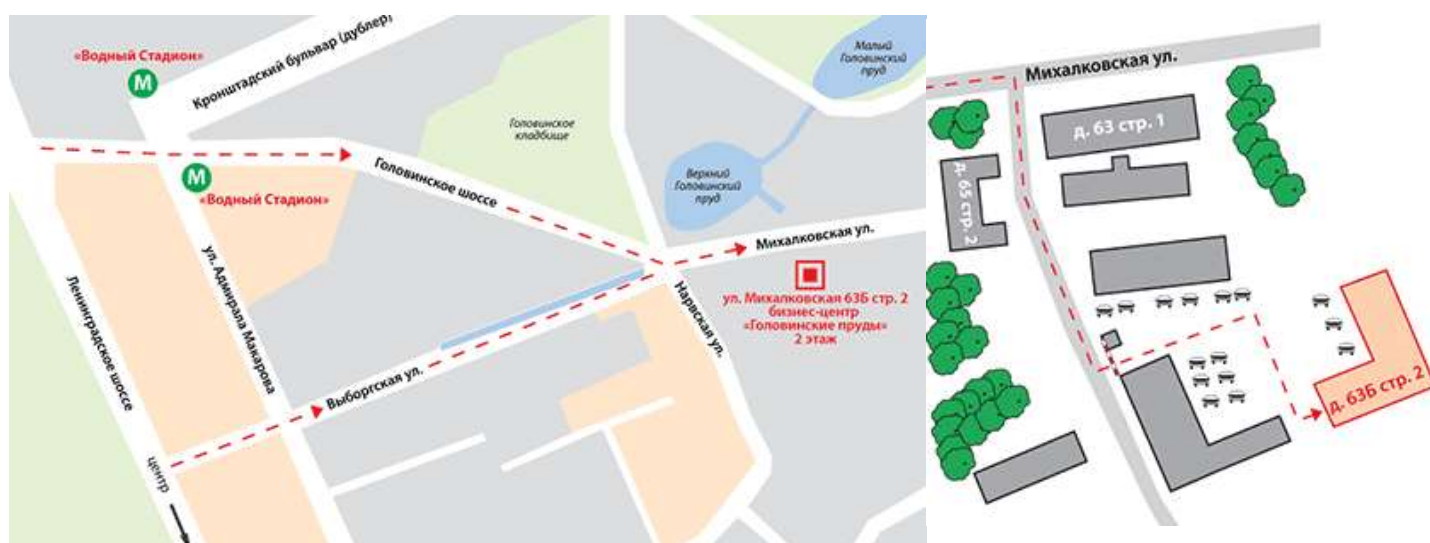 «Водный Стадион»
М
Кронштадский бульвар (дублер)
Малый
Головинский
пруд
Головинское
кладбище
Головинское шоссе
М
«Водный Стадион»
Верхний
Головинский
пруд
Михалковская ул.
ул. Михалковская 63Б стр. 2
бизнес-центр
«Головинские пруды»
2 этаж
Ленинградское шоссе
ул. Адмирала Макарова
Нарвская ул.
Выборгская ул.
центр
Михалковская ул.
д. 63 стр. 1
д. 65 стр. 2
д. 63Б стр. 2